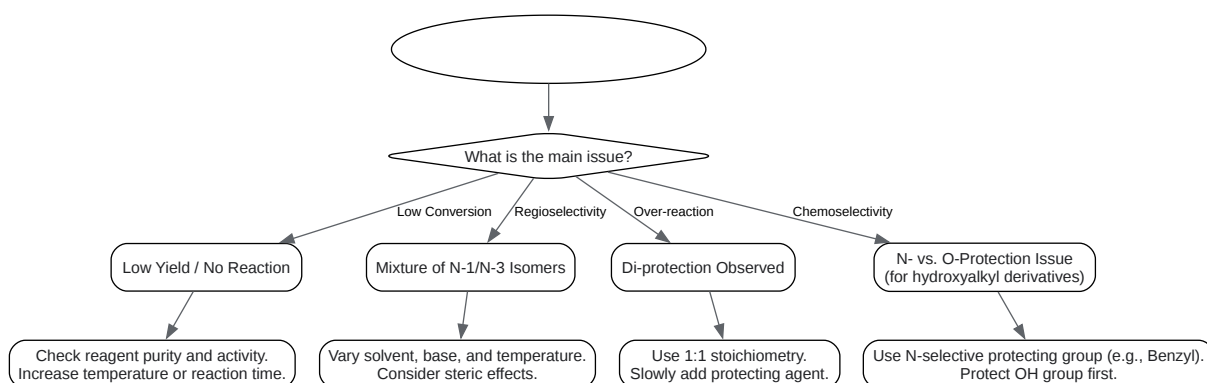 What is the main issue?
Low Conversion
Regioselectivity
Over-reaction
Chemoselectivity
Low Yield / No Reaction
Mixture of N-1/N-3 Isomers
Di-protection Observed
N- vs. O-Protection Issue
(for hydroxyalkyl derivatives)
Check reagent purity and activity.
Increase temperature or reaction time.
Vary solvent, base, and temperature.
Consider steric effects.
Use 1:1 stoichiometry.
Slowly add protecting agent.
Use N-selective protecting group (e.g., Benzyl).
Protect OH group first.